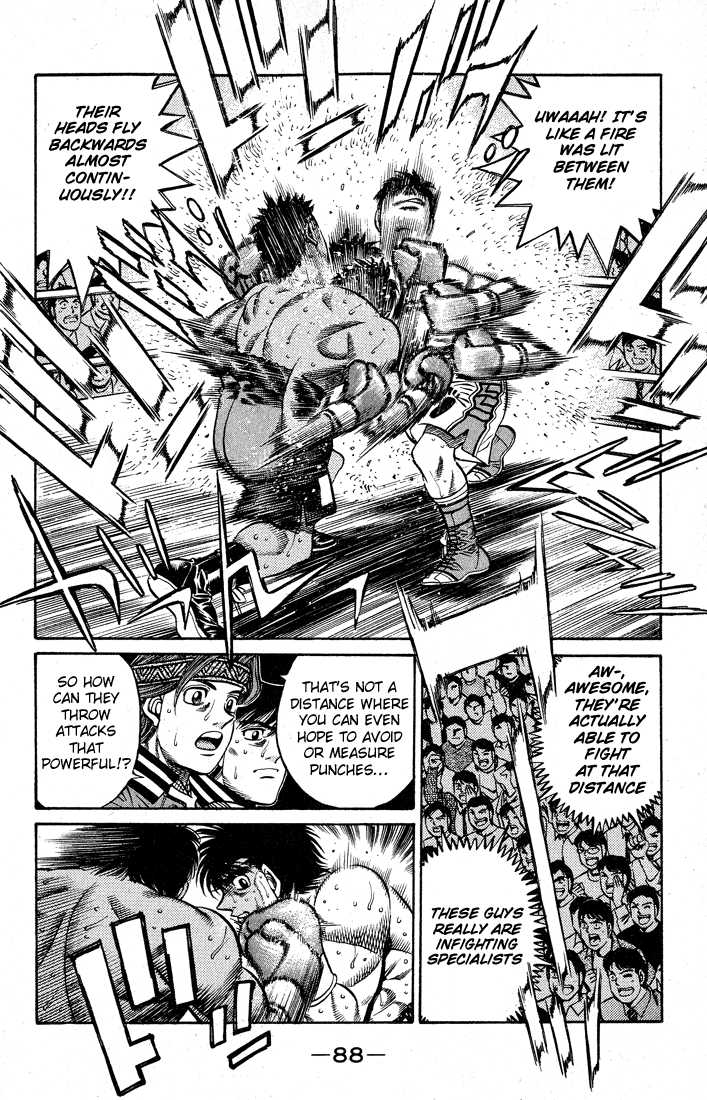 UWAAAH! IT'S
LIKE A FIRE
WAS LIT
BETWEEN
THEM!
THEIR
HEADS FLY
BACKWARDS
ALMOST
CONTIN-
UOUSLY!!
AW-,
AWESOME,
THEY'RE
ACTUALLY
ABLE TO
FIGHT
AT THAT
DISTANCE
THESE GUYS
REALLY ARE
INFIGHTING
SPECIALISTS
THAT'S NOT A
DISTANCE WHERE
YOU CAN EVEN
HOPE TO AVOID
OR MEASURE
PUNCHES...
SO HOW
CAN THEY
THROW
ATTACKS
THAT
POWERFUL!?
ドッ
—88—